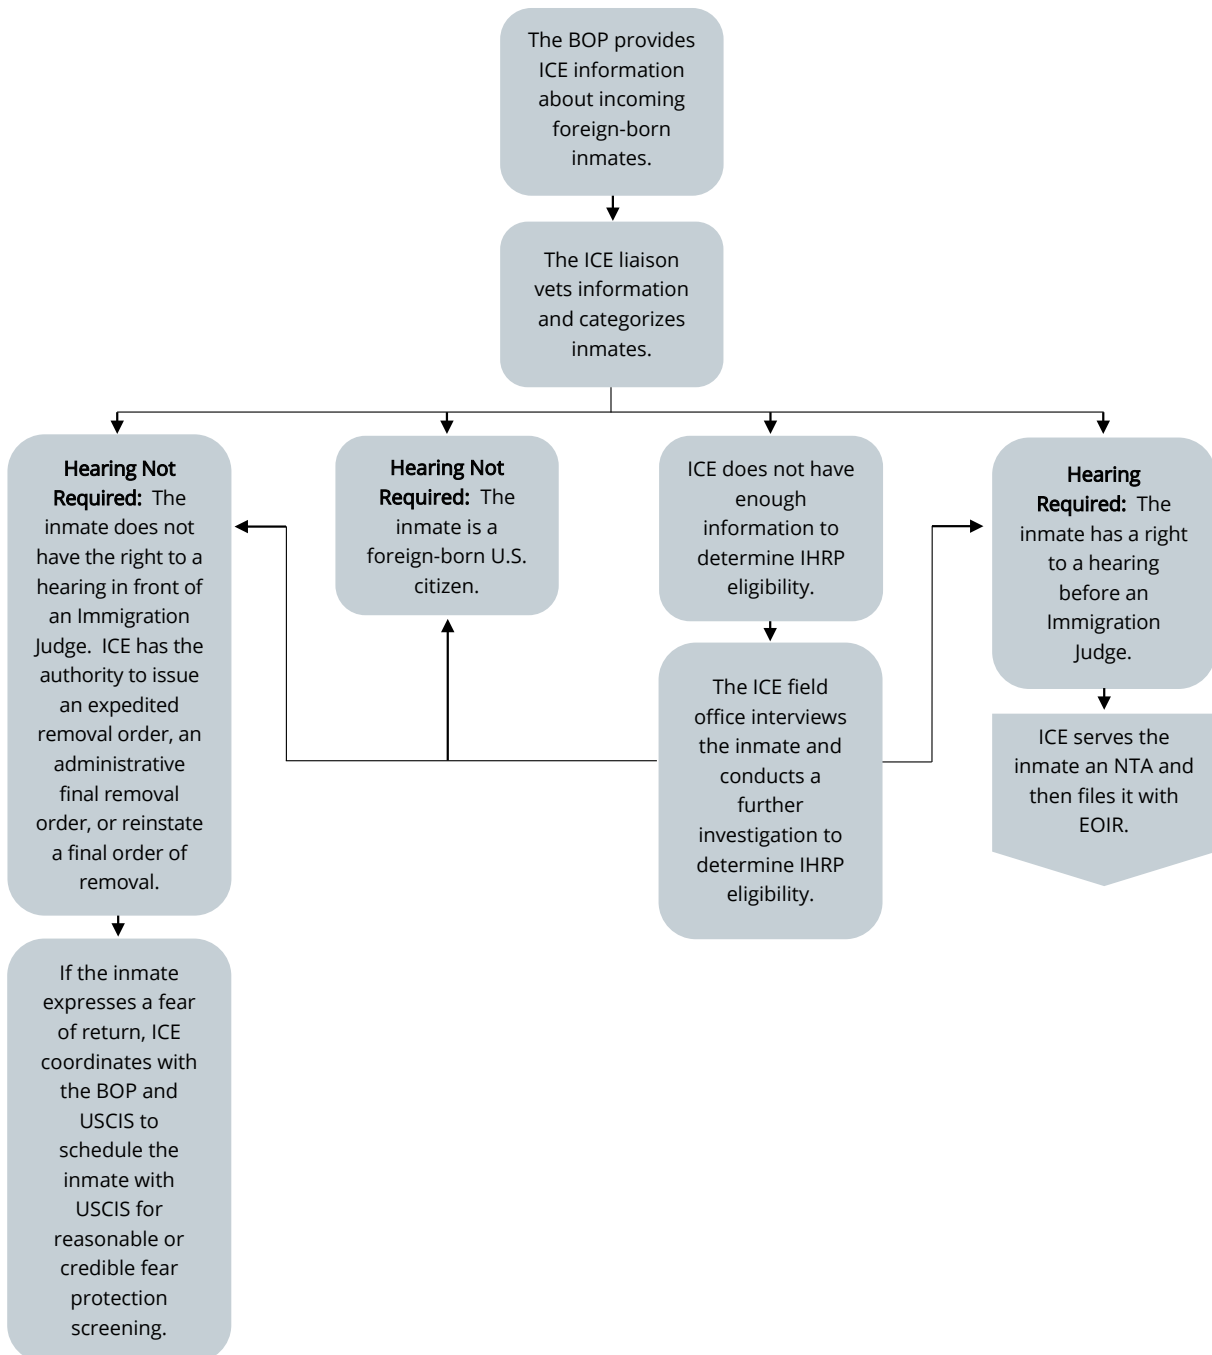 The BOP provides
ICE information
about incoming
foreign-born
inmates.
The ICE liaison
vets information
and categorizes
inmates.
Hearing Not
Required: The
inmate does not
have the right to a
hearing in front of
an Immigration
Judge. ICE has the
authority to issue
an expedited
removal order, an
administrative
final removal
order, or reinstate
a final order of
removal.
Hearing Not
Required: The
inmate is a
foreign-born U.S.
citizen.
ICE does not have
enough
information to
determine IHRP
eligibility.
Hearing
Required: The
inmate has a right
to a hearing
before an
Immigration
Judge.
The ICE field
office interviews
the inmate and
conducts a
further
investigation to
determine IHRP
eligibility.
ICE serves the
inmate an NTA and
then files it with
EOIR.
If the inmate
expresses a fear
of return, ICE
coordinates with
the BOP and
USCIS to
schedule the
inmate with
USCIS for
reasonable or
credible fear
protection
screening.